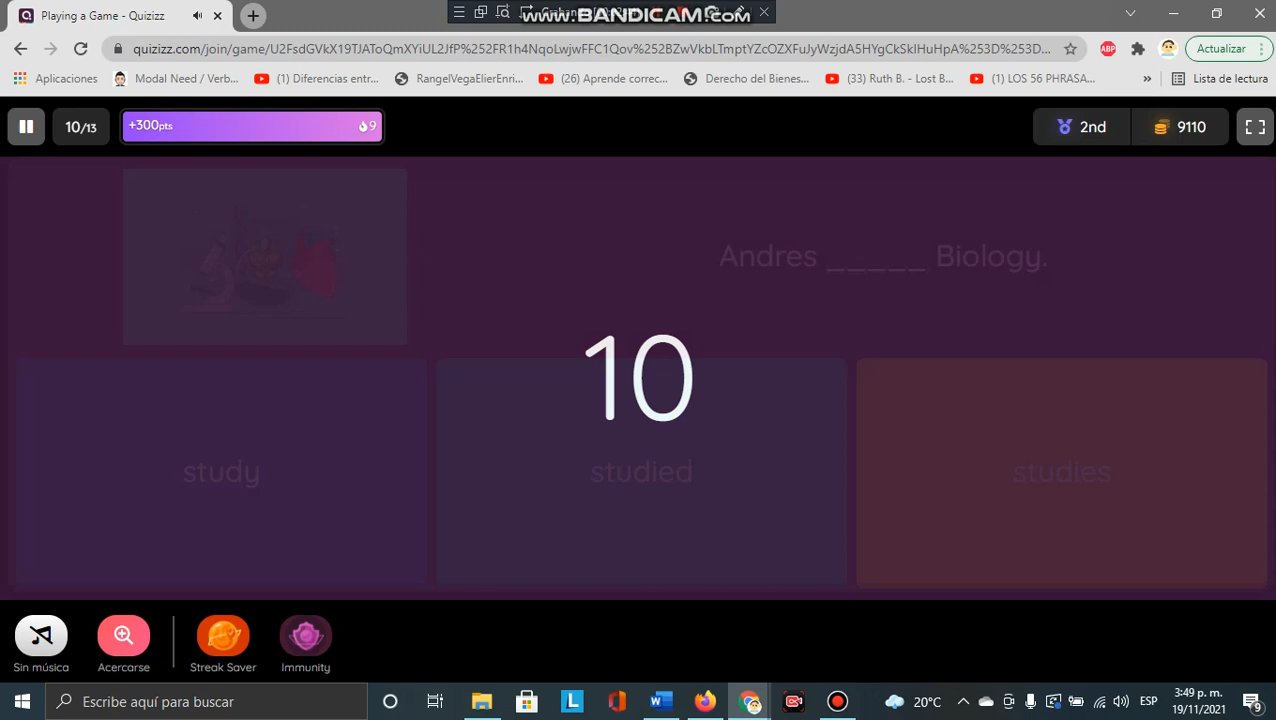 Playing a Game - Quizizz
www.BANDICAM.com
quizizz.com/join/game/U2FsdGVkX19TJAToQmXYiUL2JfP%252FR1h4NqoLwjwFFC1Qov%252BZwVkbLTmptYZcOZXFuJyWzjdA5HYgCkSklHuHpA%253D%253D...
ABP
Actualizar
Aplicaciones
Modal Need / Verb...
(1) Diferencias entr...
RangelVegaElierEnri...
(26) Aprende correc...
Derecho del Bienes...
(33) Ruth B. - Lost B...
(1) LOS 56 PHRASA...
»
Lista de lectura
10/13
+300pts
9
2nd
9110
Andres _____ Biology.
10
study
studied
studies
Sin música
Acercarse
Streak Saver
Immunity
Escribe aquí para buscar
20°C
ESP
3:49 p. m.
19/11/2021
9